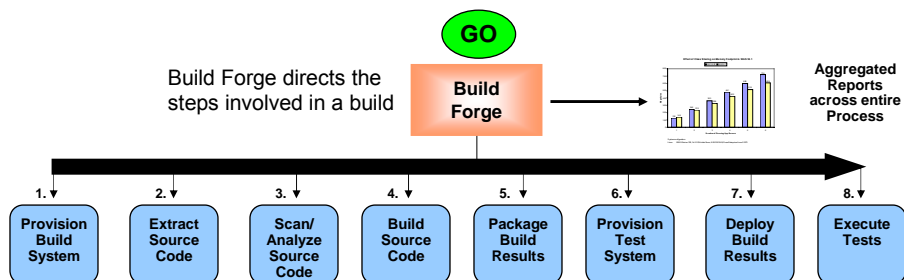 GO
Build Forge directs the
steps involved in a build
Build
Forge
Aggregated
Reports
across entire
Process
1.
2.
3.
4.
5.
6.
7.
8.
Provision
Build
System
Extract
Source
Code
Scan/
Analyze
Source
Code
Build
Source
Code
Package
Build
Results
Provision
Test
System
Deploy
Build
Results
Execute
Tests